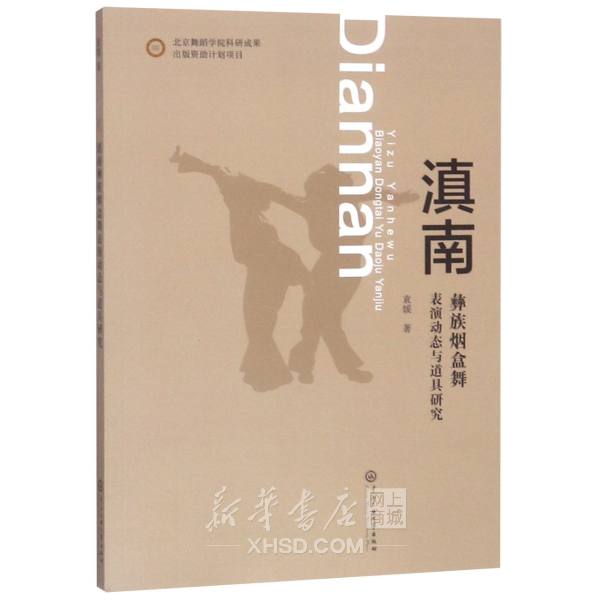 北京舞蹈学院科研成果
出版资助计划项目
Diannan
Yizu Yanhewu
Biaoyan Dongtai Yu Daoju Yanjiu
滇南
彝族烟盒舞
表演动态与道具研究
袁媛 著
新华书店
网上
商城
XHSD.COM